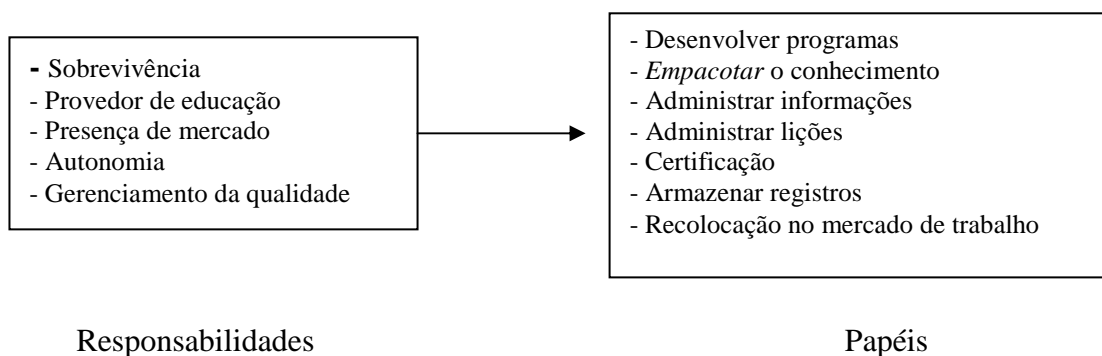 - Sobrevivência
- Provedor de educação
- Presença de mercado
- Autonomia
- Gerenciamento da qualidade
- Desenvolver programas
- Empacotar o conhecimento
- Administrar informações
- Administrar lições
- Certificação
- Armazenar registros
- Recolocação no mercado de trabalho
Responsabilidades
Papéis